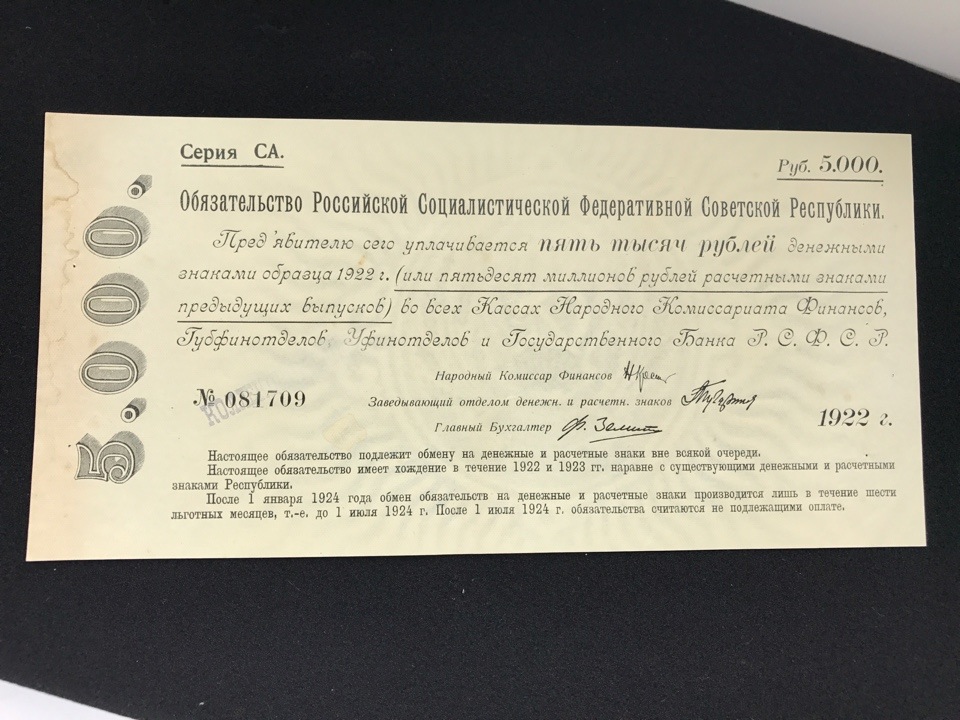 Серия СА.
Руб. 5.000.
5.000.
Обязательство Российской Социалистической Федеративной Советской Республики.
Пред'явителю сего уплачивается пять тысяч рублей денежными
знаками образца 1922 г. (или пятьдесят миллионов рублей расчетными знаками
предыдущих выпусков) во всех Кассах Народного Комиссариата Финансов,
Губфинотделов, Уфинотделов и Государственного Банка Р. С. Ф. С. Р.
Народный Комиссар Финансов
№ 081709
Заведывающий отделом денежн. и расчетн. знаков
Главный Бухгалтер
1922 г.
Настоящее обязательство подлежит обмену на денежные и расчетные знаки вне всякой очереди.
Настоящее обязательство имеет хождение в течение 1922 и 1923 гг. наравне с существующими денежными и расчетными
знаками Республики.
После 1 января 1924 года обмен обязательств на денежные и расчетные знаки производится лишь в течение шести
льготных месяцев, т.-е. до 1 июля 1924 г. После 1 июля 1924 г. обязательства считаются не подлежащими оплате.